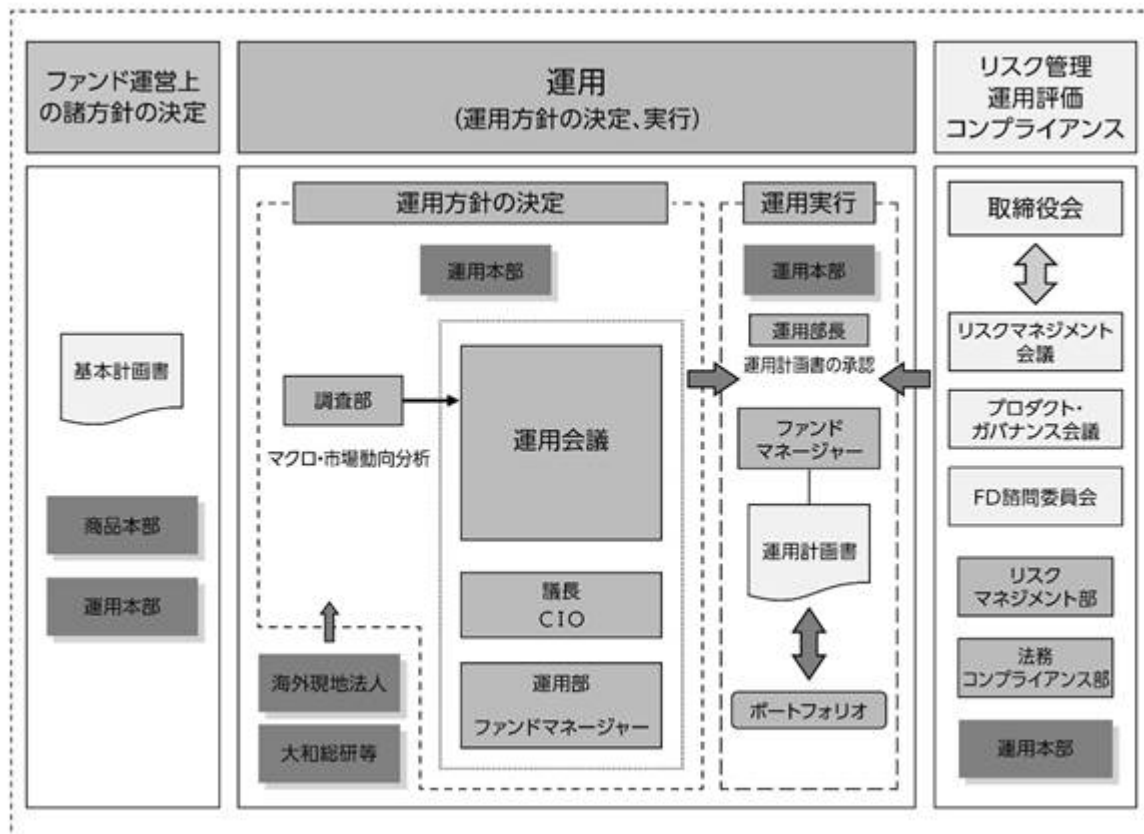 ファンド運営上
の諸方針の決定
運用
(運用方針の決定、実行)
リスク管理
運用評価
コンプライアンス
基本計画書
商品本部
運用本部
運用方針の決定
運用本部
調査部
マクロ・市場動向分析
運用会議
議長
CIO
運用部
ファンドマネージャー
海外現地法人
大和総研等
運用実行
運用本部
運用部長
運用計画書の承認
ファンド
マネージャー
運用計画書
ポートフォリオ
取締役会
リスクマネジメント
会議
プロダクト・
ガバナンス会議
FD諮問委員会
リスク
マネジメント部
法務
コンプライアンス部
運用本部